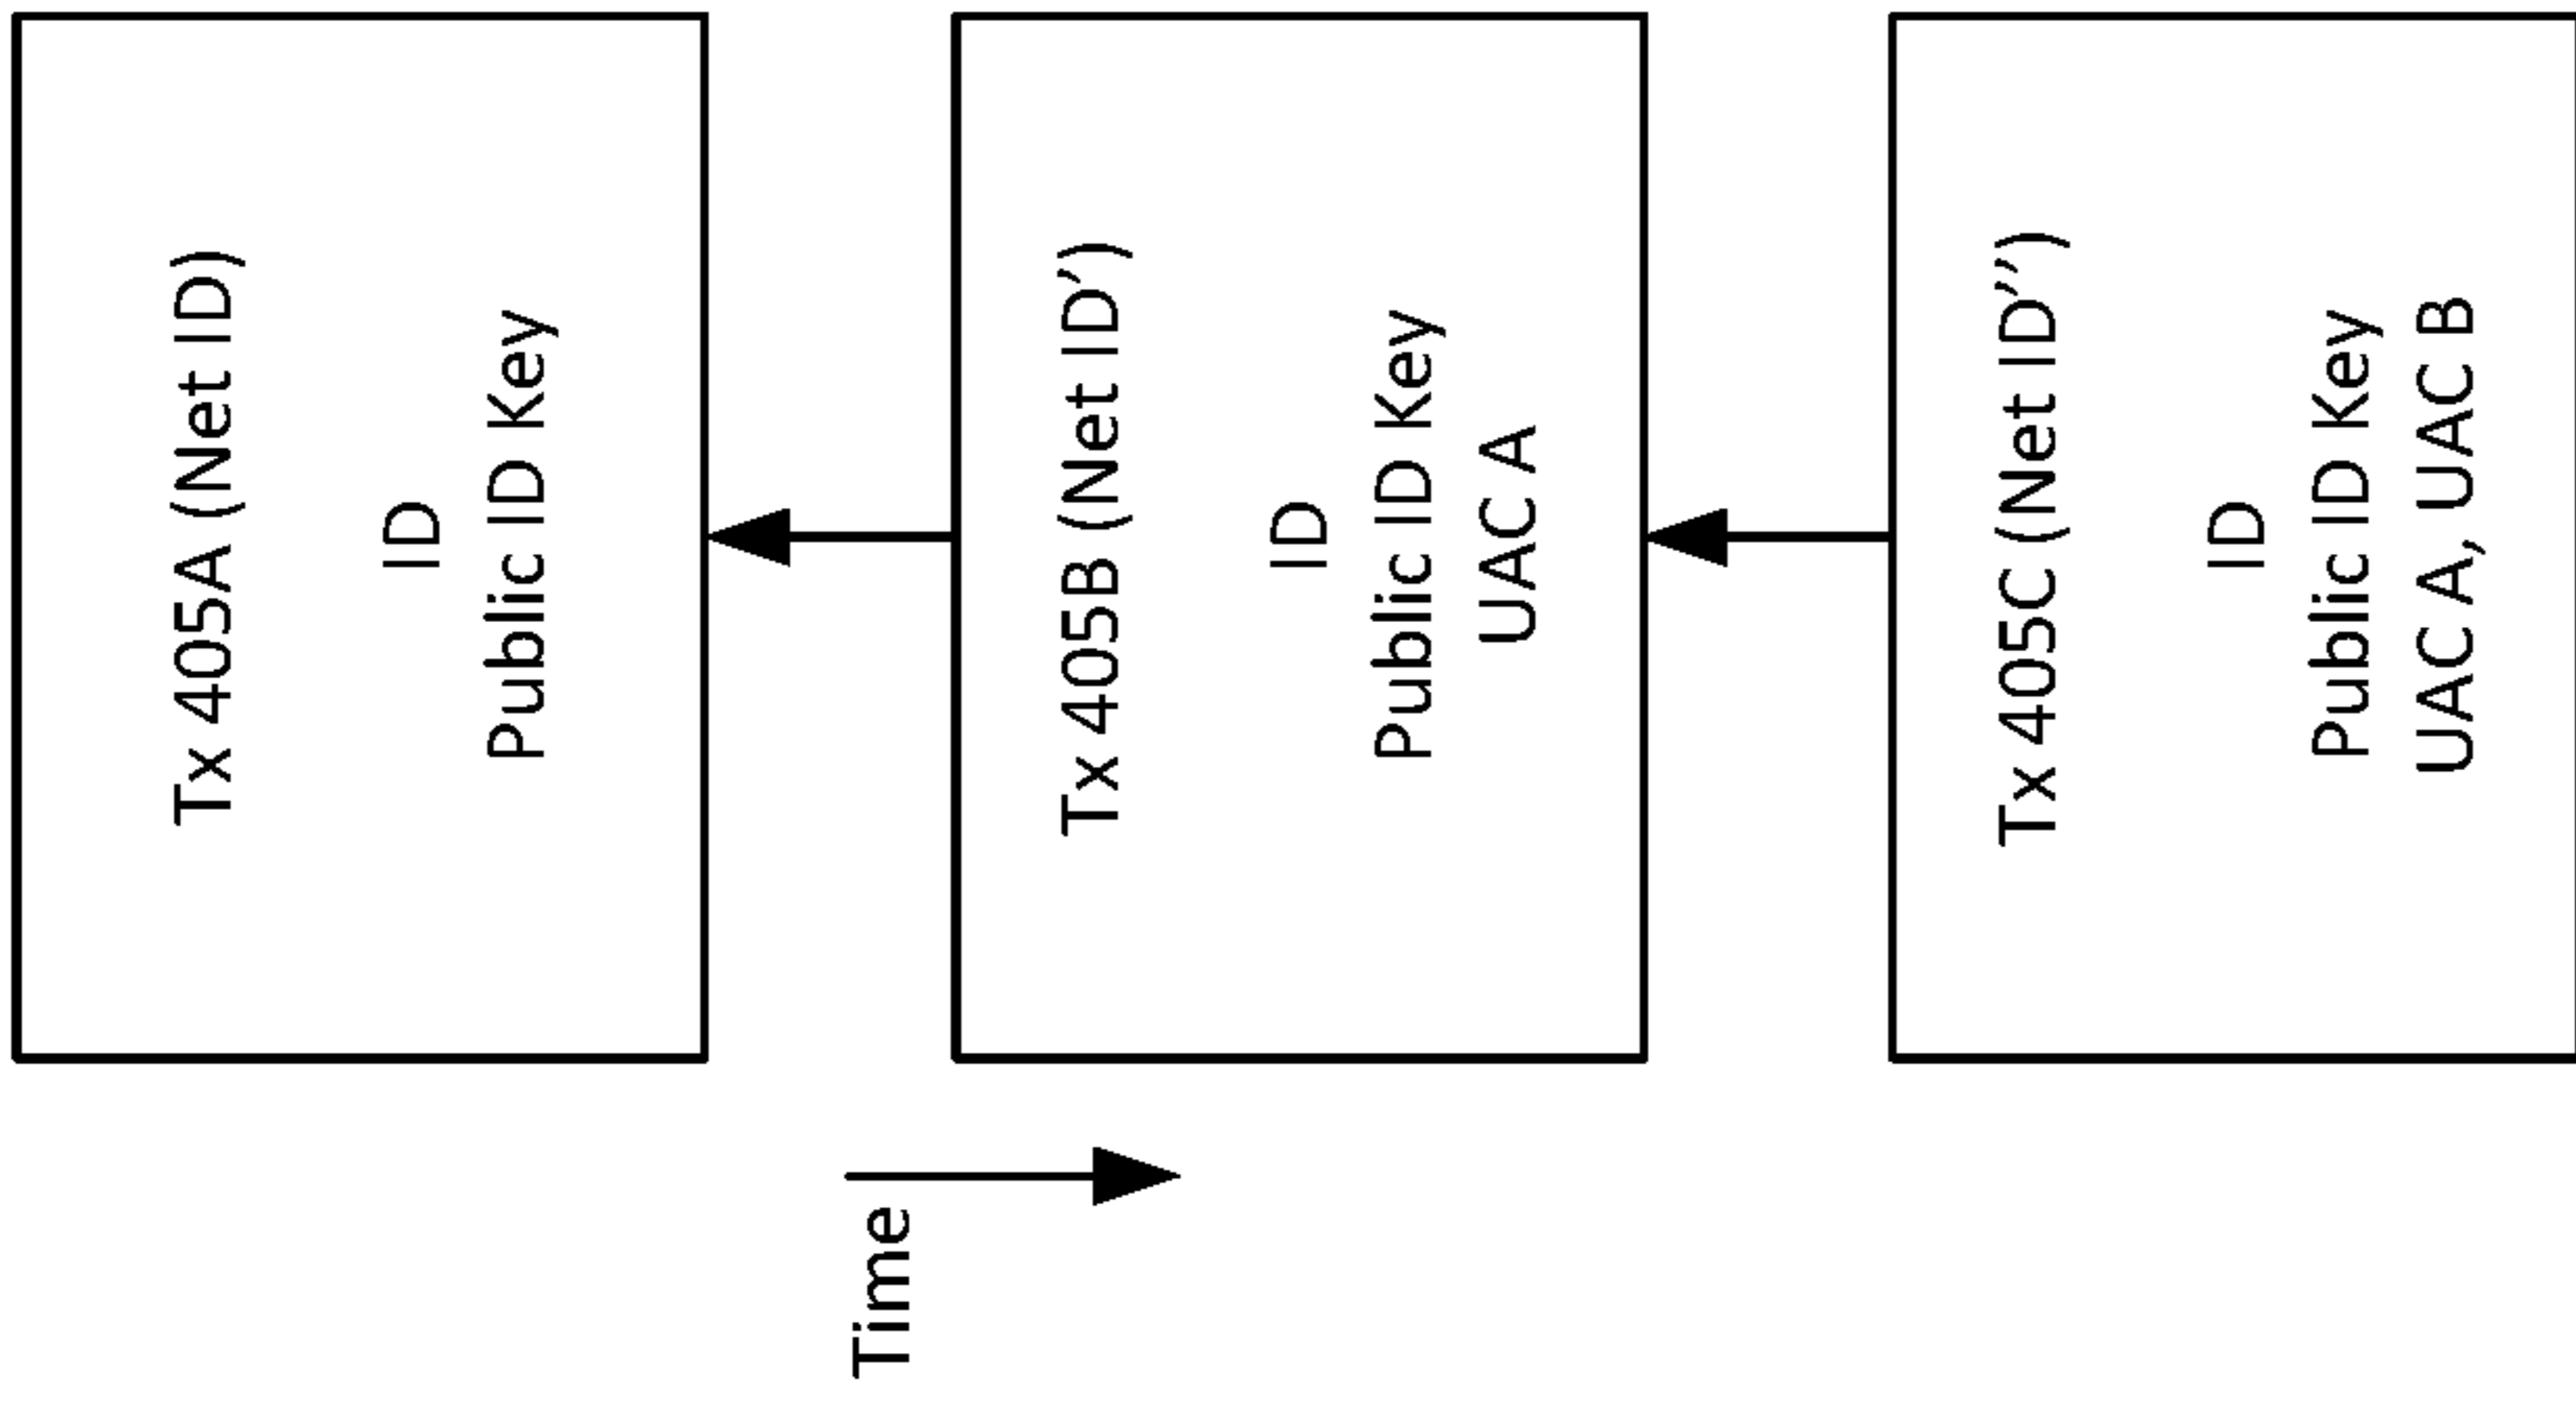 Tx 405A (Net ID)
ID
Public ID Key
Time
Tx 405B (Net ID’)
ID
Public ID Key
UAC A
Tx 405C (Net ID’’)
ID
Public ID Key
UAC A, UAC B